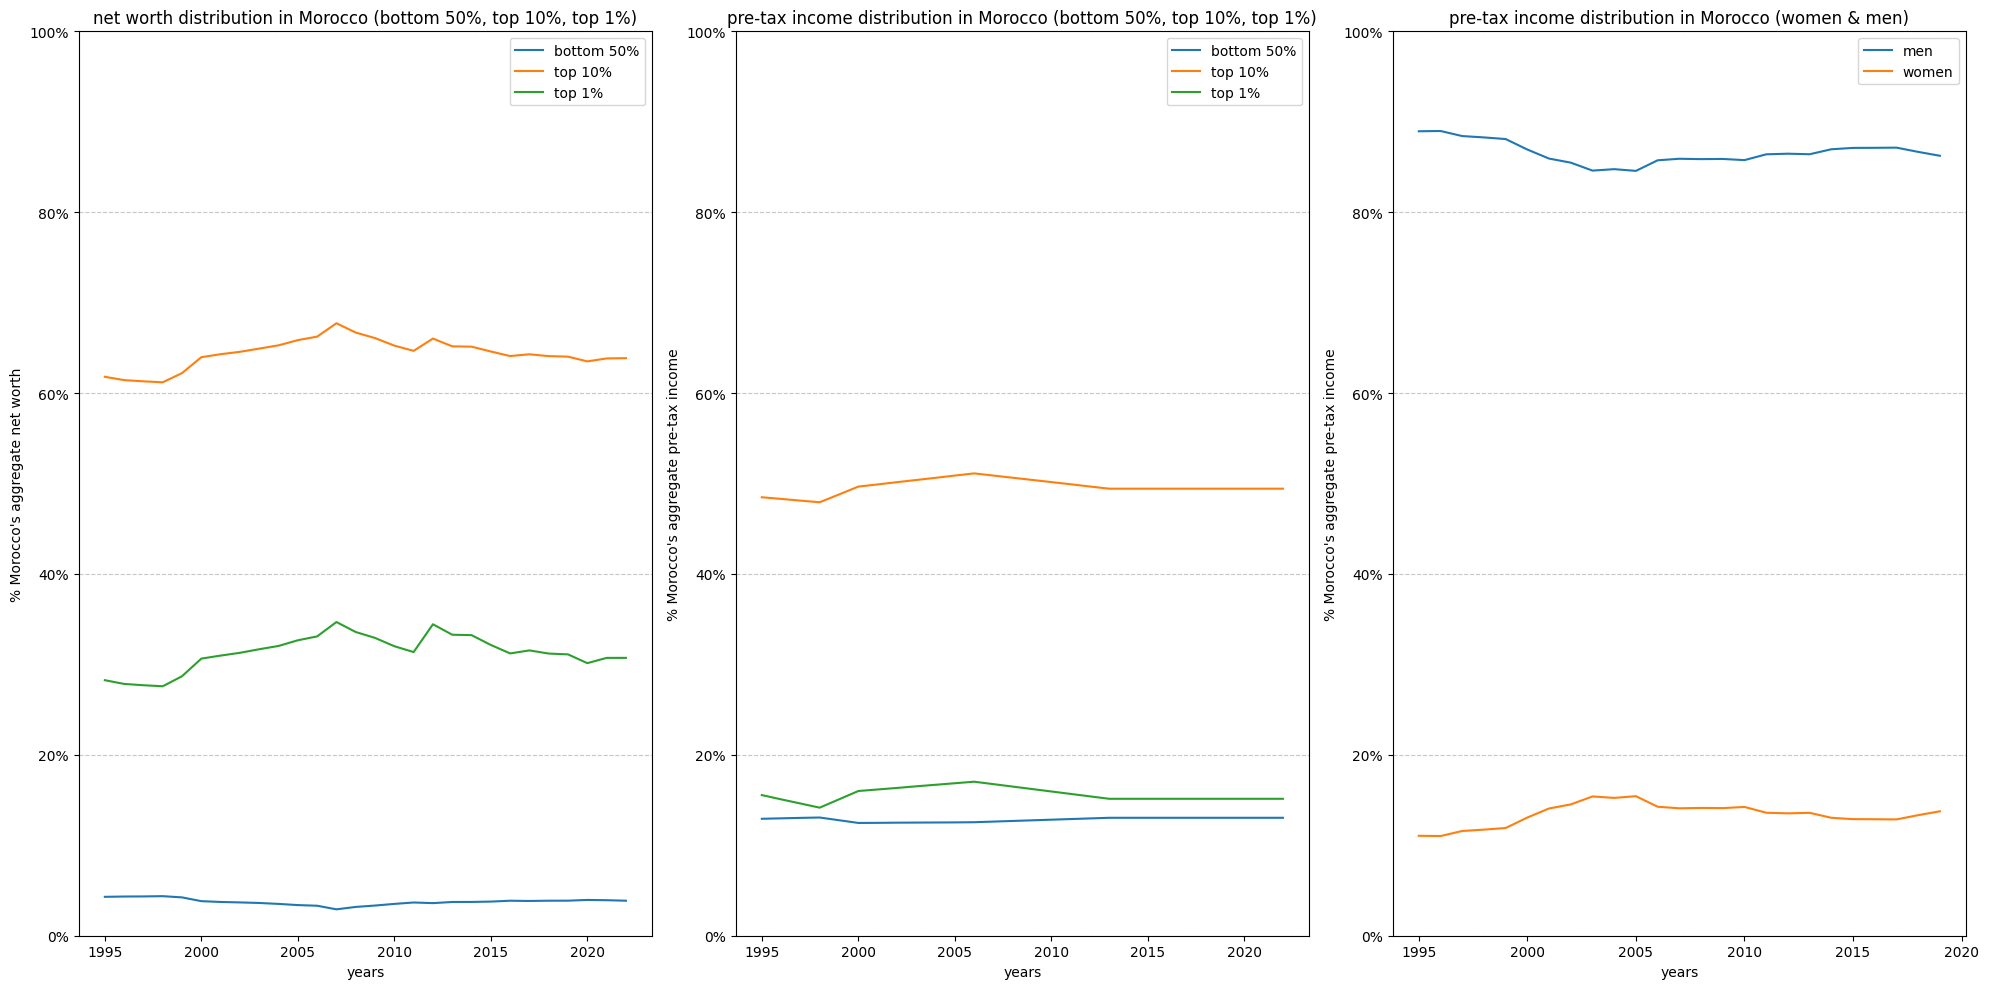 net worth distribution in Morocco (bottom 50%, top 10%, top 1%)
100%
80%
60%
40%
20%
0%
% Morocco's aggregate net worth
bottom 50%
top 10%
top 1%
1995 2000 2005 2010 2015 2020
years
pre-tax income distribution in Morocco (bottom 50%, top 10%, top 1%)
100%
80%
60%
40%
20%
0%
% Morocco's aggregate pre-tax income
bottom 50%
top 10%
top 1%
1995 2000 2005 2010 2015 2020
years
pre-tax income distribution in Morocco (women & men)
100%
80%
60%
40%
20%
0%
% Morocco's aggregate pre-tax income
men
women
1995 2000 2005 2010 2015 2020
years